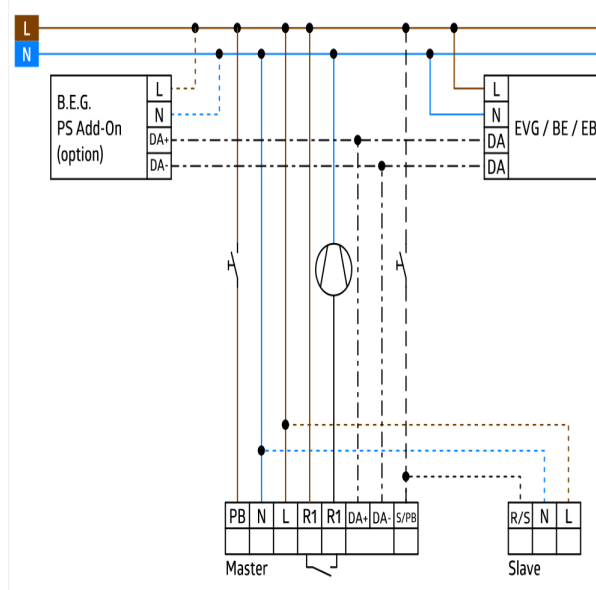 L
N
B.E.G.
PS Add-On
(option)
L
N
DA+
DA-
L
N
DA
DA
EVG / BE / EB
PB N L R1 R1 DA+ DA- S/PB
Master
R/S N L
Slave